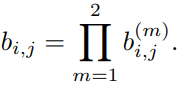 b_{i,j} = \prod_{m=1}^{2} b_{i,j}^{(m)}.